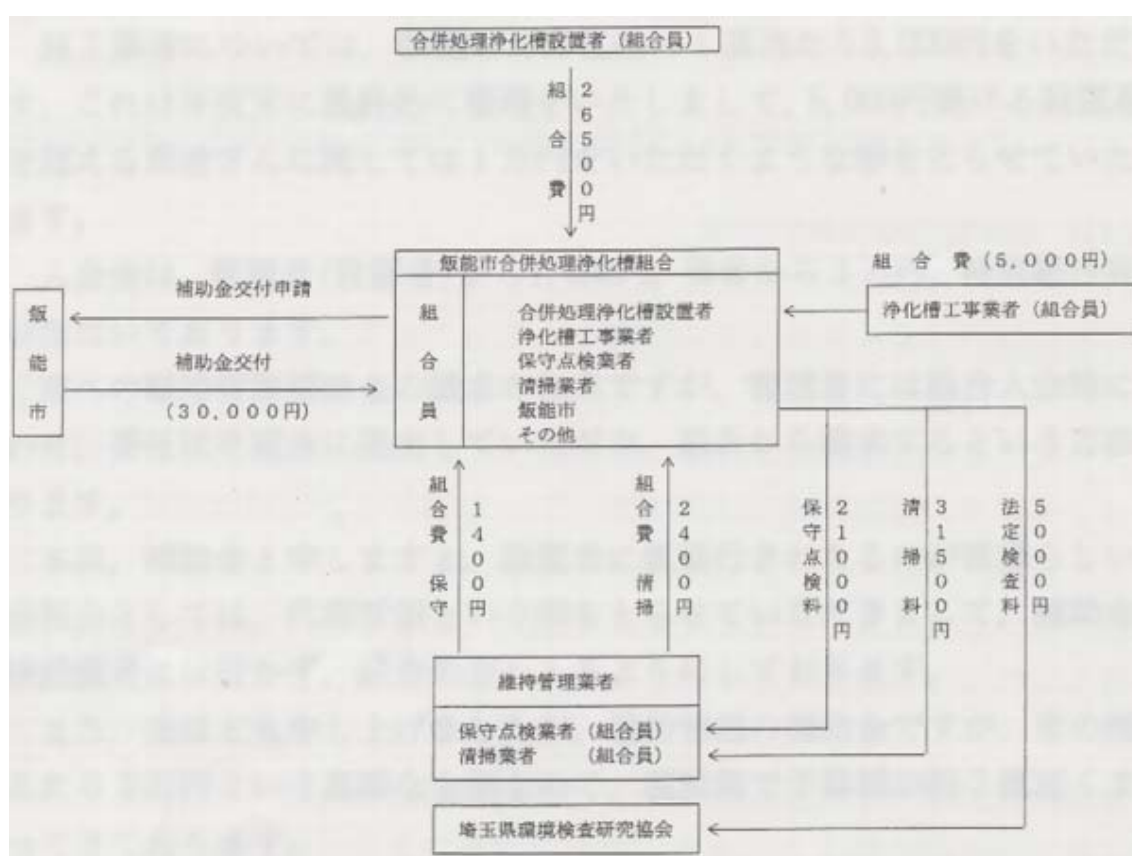 合併処理浄化槽設置者（組合員）
組合費
26500円
飯能市合併処理浄化槽組合
組合員
合併処理浄化槽設置者
浄化槽工事業者
保守点検業者
清掃業者
飯能市
その他
組合費（5,000円）
浄化槽工事業者（組合員）
飯能市
補助金交付申請
補助金交付
（30,000円）
組合費 保守
1400円
組合費 清掃
2400円
保守点検料
21000円
清掃料
31500円
法定検査料
5000円
維持管理業者
保守点検業者（組合員）
清掃業者 （組合員）
埼玉県環境検査研究協会